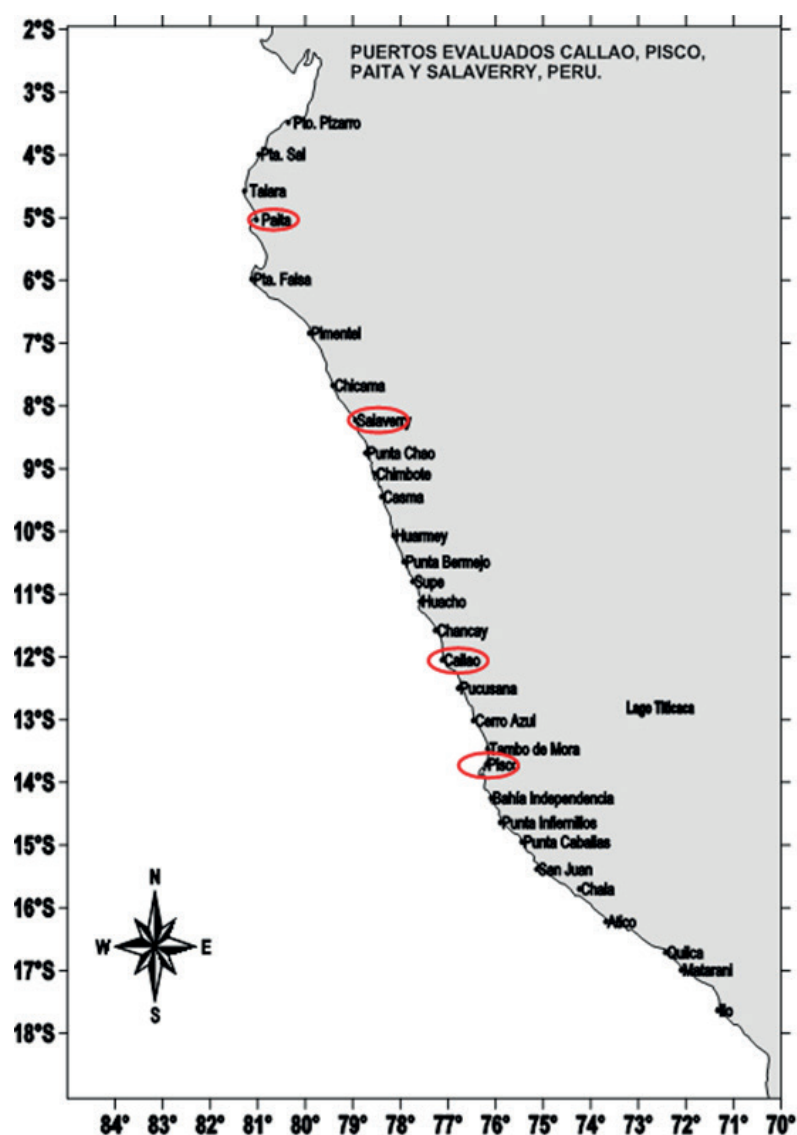 PUERTOS EVALUADOS CALLAO, PISCO,
PAITA Y SALAVERRY, PERU.
2°S
3°S
Pto. Pizarro
4°S
Pta. Sal
Talara
5°S
Paita
6°S
Pta. Falsa
7°S
Pimentel
Chicama
8°S
Salaverry
Punta Chao
9°S
Chimbote
Casma
10°S
Huarmey
Punta Bermejo
Supe
11°S
Huacho
Chancay
12°S
Callao
Pucusana
Lago Titicaca
13°S
Cerro Azul
Tambo de Mora
Pisco
14°S
Bahía Independencia
Punta Infiernillos
15°S
Punta Caballas
San Juan
Chala
16°S
Atico
N
W
E
S
Quilca
17°S
Matarani
Ilo
18°S
84° 83° 82° 81° 80° 79° 78° 77° 76° 75° 74° 73° 72° 71° 70°